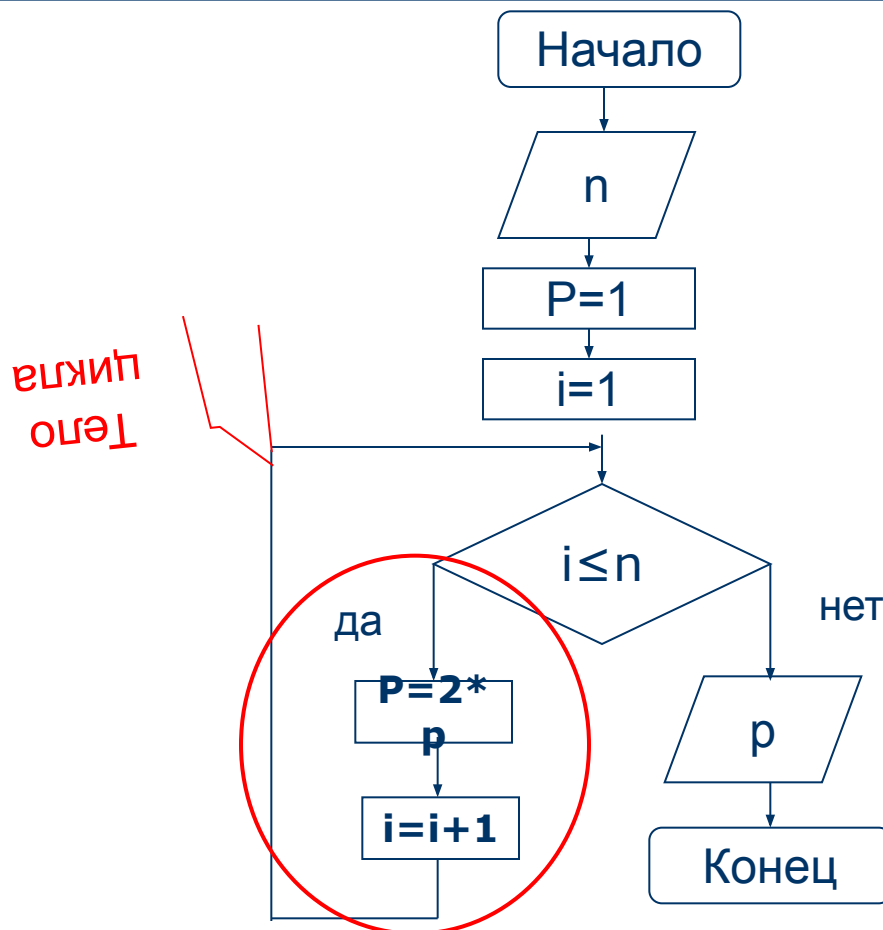 Начало
n
P=1
i=1
Тело
цикла
i≤n
да
нет
P=2*
p
i=i+1
p
Конец